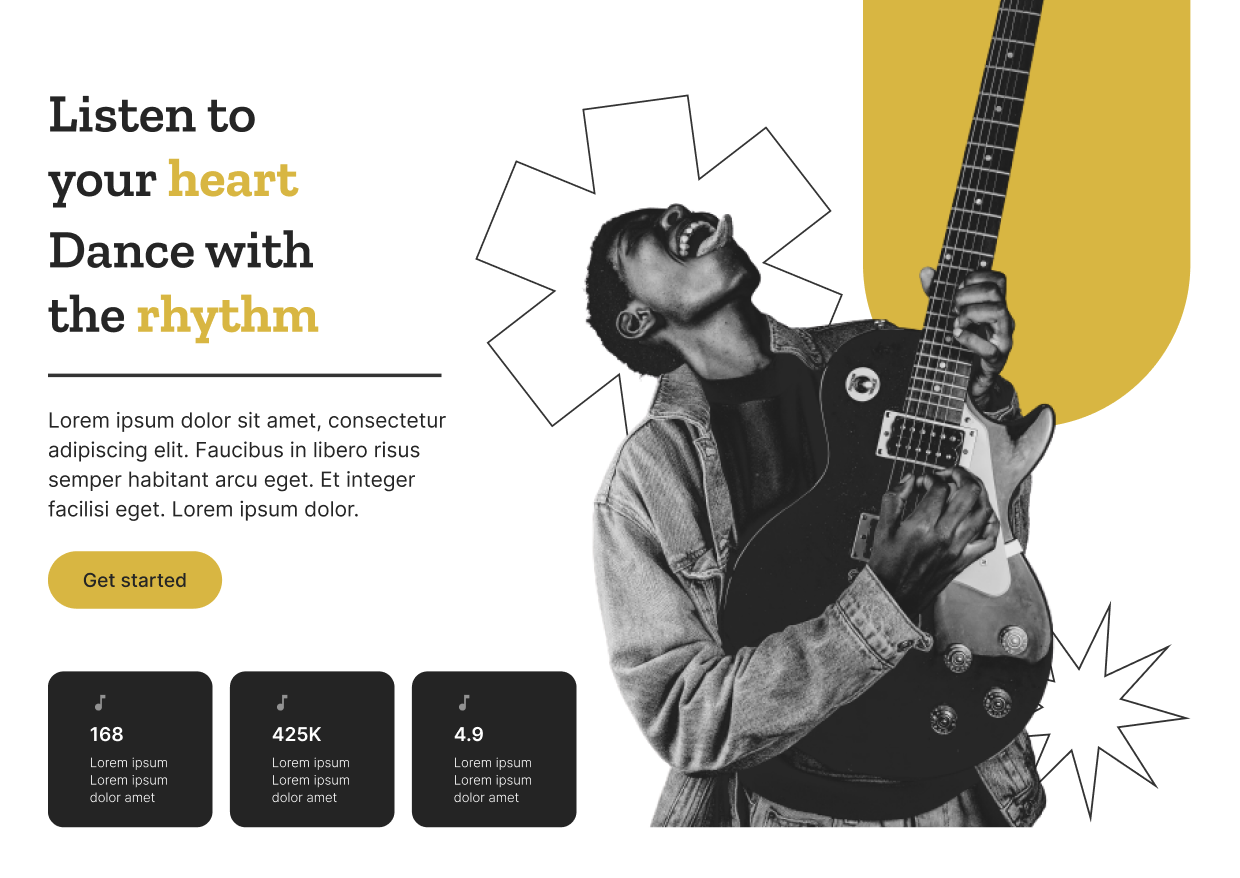 Listen to
your heart
Dance with
the rhythm
Lorem ipsum dolor sit amet, consectetur
adipiscing elit. Faucibus in libero risus
semper habitant arcu eget. Et integer
facilisi eget. Lorem ipsum dolor.
Get started
168
Lorem ipsum
Lorem ipsum
dolor amet
425K
Lorem ipsum
Lorem ipsum
dolor amet
4.9
Lorem ipsum
Lorem ipsum
dolor amet